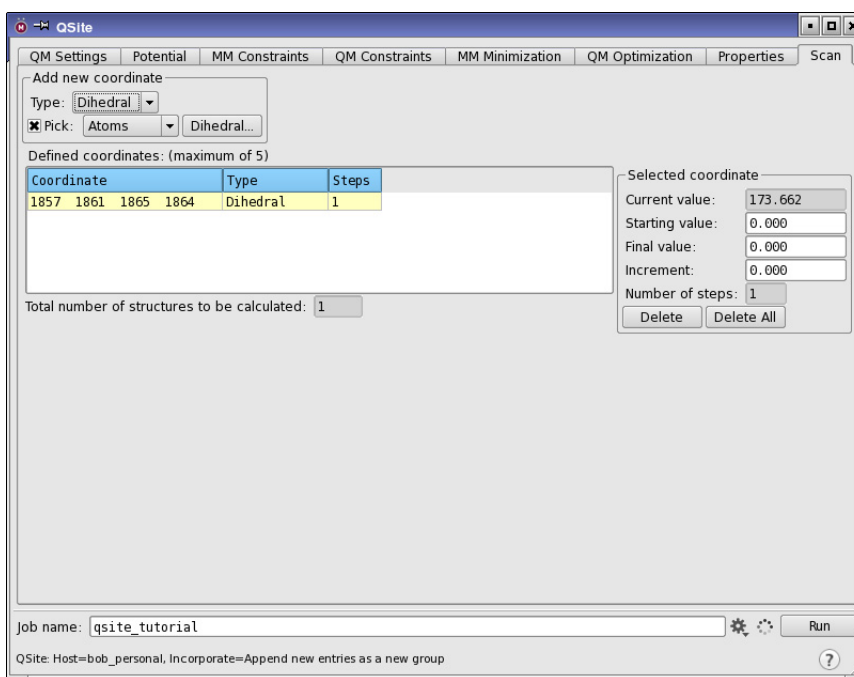 QSite
QM Settings Potential MM Constraints QM Constraints MM Minimization QM Optimization Properties Scan
Add new coordinate
Type: Dihedral
Pick: Atoms Dihedral...
Defined coordinates: (maximum of 5)
Coordinate Type Steps
1857 1861 1865 1864 Dihedral 1
Total number of structures to be calculated: 1
Selected coordinate
Current value: 173.662
Starting value: 0.000
Final value: 0.000
Increment: 0.000
Number of steps: 1
Delete Delete All
Job name: qsite_tutorial Run
QSite: Host=bob_personal, Incorporate=Append new entries as a new group ?